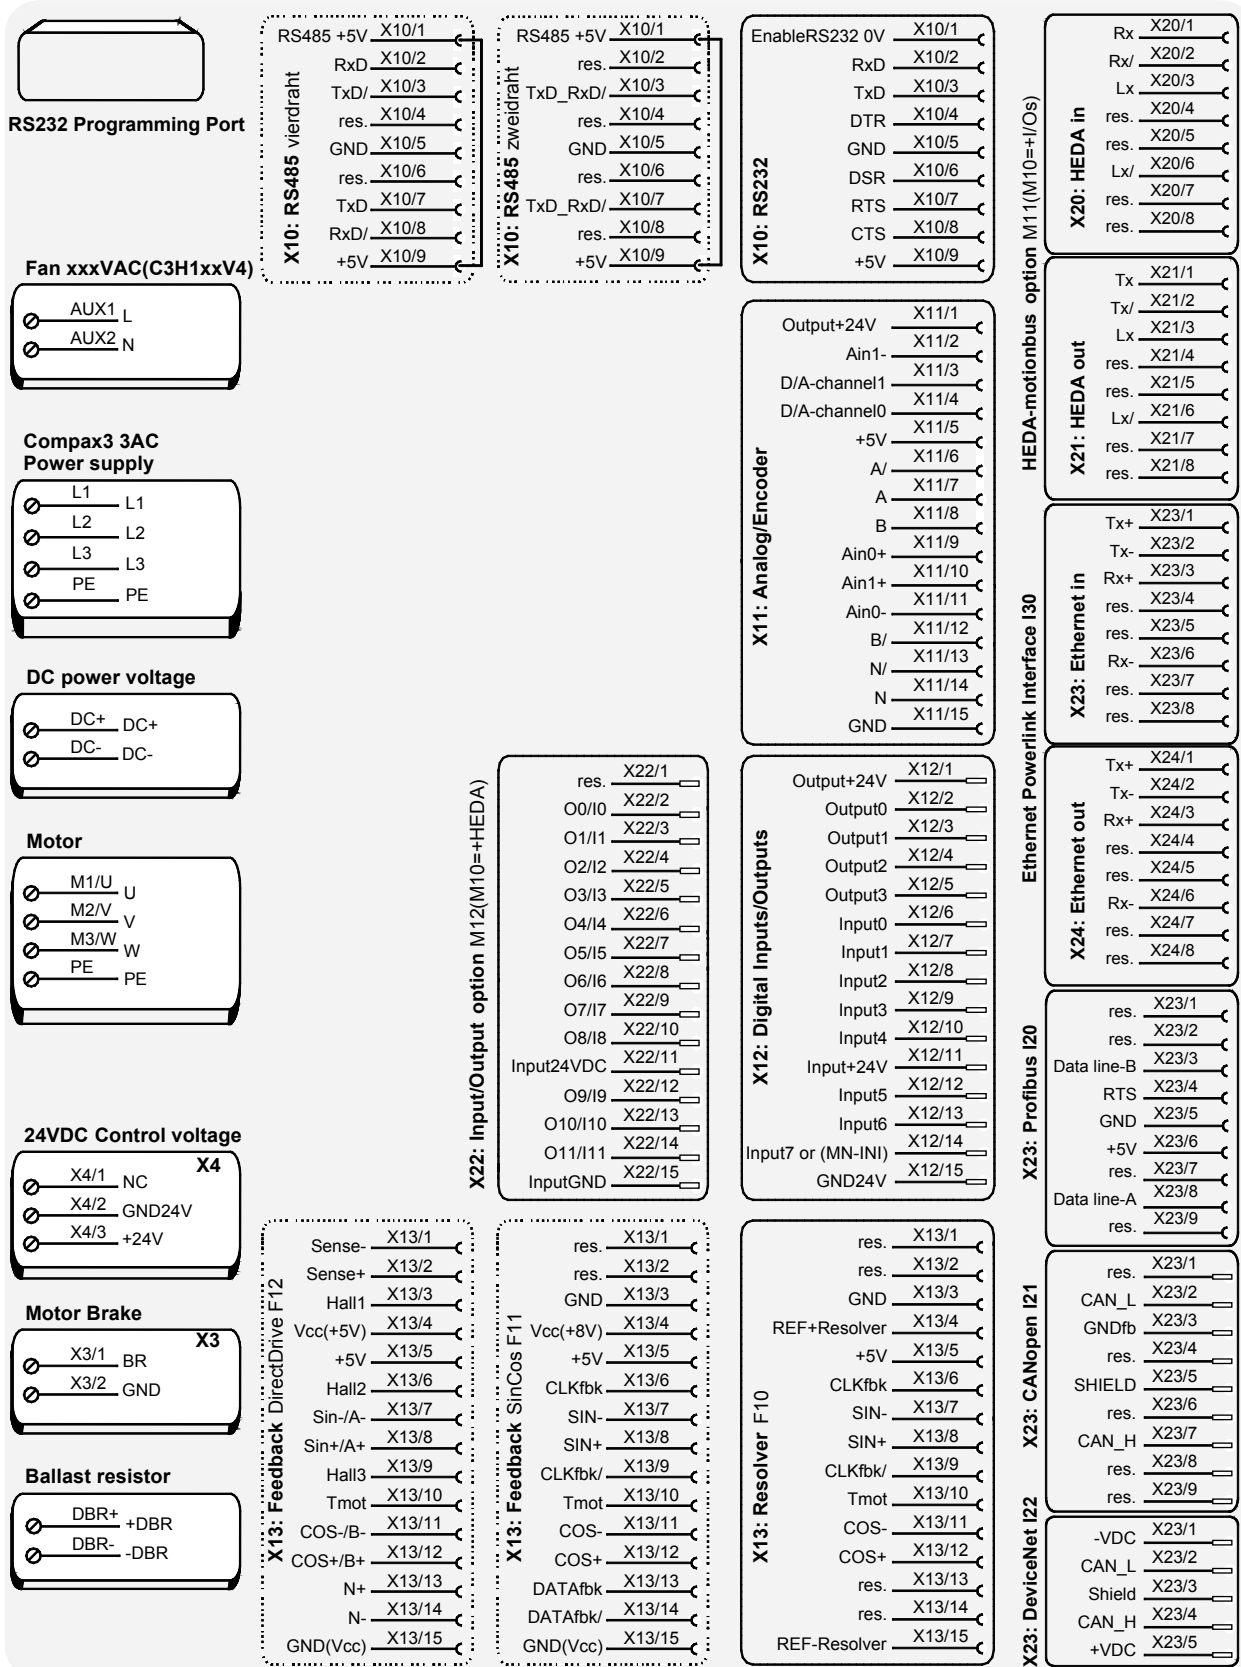 RS232 Programming Port
Fan xxxVAC(C3H1xxV4)
AUX1 L
AUX2 N
Compax3 3AC
Power supply
L1 L1
L2 L2
L3 L3
PE PE
DC power voltage
DC+ DC+
DC- DC-
Motor
M1/U U
M2/V V
M3/W W
PE PE
24VDC Control voltage
X4
X4/1 NC
X4/2 GND24V
X4/3 +24V
Motor Brake
X3
X3/1 BR
X3/2 GND
Ballast resistor
DBR+ +DBR
DBR- -DBR
X10: RS485 vierdraht
RS485 +5V X10/1
RxD X10/2
TxD/ X10/3
res. X10/4
GND X10/5
res. X10/6
TxD X10/7
RxD/ X10/8
+5V X10/9
X10: RS485 zweidraht
RS485 +5V X10/1
res. X10/2
TxD_RxD/ X10/3
res. X10/4
GND X10/5
res. X10/6
TxD_RxD/ X10/7
res. X10/8
+5V X10/9
X10: RS232
EnableRS232 0V X10/1
RxD X10/2
TxD X10/3
DTR X10/4
GND X10/5
DSR X10/6
RTS X10/7
CTS X10/8
+5V X10/9
X11: Analog/Encoder
Output+24V X11/1
Ain1- X11/2
D/A-channel1 X11/3
D/A-channel0 X11/4
+5V X11/5
A/ X11/6
A X11/7
B X11/8
Ain0+ X11/9
Ain1+ X11/10
Ain0- X11/11
B/ X11/12
N/ X11/13
N X11/14
GND X11/15
X22: Input/Output option M12(M10=+HEDA)
res. X22/1
O0/I0 X22/2
O1/I1 X22/3
O2/I2 X22/4
O3/I3 X22/5
O4/I4 X22/6
O5/I5 X22/7
O6/I6 X22/8
O7/I7 X22/9
O8/I8 X22/10
Input24VDC X22/11
O9/I9 X22/12
O10/I10 X22/13
O11/I11 X22/14
InputGND X22/15
X12: Digital Inputs/Outputs
Output+24V X12/1
Output0 X12/2
Output1 X12/3
Output2 X12/4
Output3 X12/5
Input0 X12/6
Input1 X12/7
Input2 X12/8
Input3 X12/9
Input4 X12/10
Input+24V X12/11
Input5 X12/12
Input6 X12/13
Input7 or (MN-INI) X12/14
GND24V X12/15
X13: Feedback DirectDrive F12
Sense- X13/1
Sense+ X13/2
Hall1 X13/3
Vcc(+5V) X13/4
+5V X13/5
Hall2 X13/6
Sin-/A- X13/7
Sin+/A+ X13/8
Hall3 X13/9
Tmot X13/10
COS-/B- X13/11
COS+/B+ X13/12
N+ X13/13
N- X13/14
GND(Vcc) X13/15
X13: Feedback SinCos F11
res. X13/1
res. X13/2
GND X13/3
Vcc(+8V) X13/4
+5V X13/5
CLKfbk X13/6
SIN- X13/7
SIN+ X13/8
CLKfbk/ X13/9
Tmot X13/10
COS- X13/11
COS+ X13/12
DATAfbk X13/13
DATAfbk/ X13/14
GND(Vcc) X13/15
X13: Resolver F10
res. X13/1
res. X13/2
GND X13/3
REF+Resolver X13/4
+5V X13/5
CLKfbk X13/6
SIN- X13/7
SIN+ X13/8
CLKfbk/ X13/9
Tmot X13/10
COS- X13/11
COS+ X13/12
res. X13/13
res. X13/14
REF-Resolver X13/15
HEDA-motionbus option M11(M10=+I/Os)
X20: HEDA in
Rx X20/1
Rx/ X20/2
Lx X20/3
res. X20/4
res. X20/5
Lx/ X20/6
res. X20/7
res. X20/8
X21: HEDA out
Tx X21/1
Tx/ X21/2
Lx X21/3
res. X21/4
res. X21/5
Lx/ X21/6
res. X21/7
res. X21/8
Ethernet Powerlink Interface I30
X23: Ethernet in
Tx+ X23/1
Tx- X23/2
Rx+ X23/3
res. X23/4
res. X23/5
Rx- X23/6
res. X23/7
res. X23/8
X24: Ethernet out
Tx+ X24/1
Tx- X24/2
Rx+ X24/3
res. X24/4
res. X24/5
Rx- X24/6
res. X24/7
res. X24/8
X23: Profibus I20
res. X23/1
res. X23/2
Data line-B X23/3
RTS X23/4
GND X23/5
+5V X23/6
res. X23/7
Data line-A X23/8
res. X23/9
X23: CANopen I21
res. X23/1
CAN_L X23/2
GNDfb X23/3
res. X23/4
SHIELD X23/5
res. X23/6
CAN_H X23/7
res. X23/8
res. X23/9
X23: DeviceNet I22
-VDC X23/1
CAN_L X23/2
Shield X23/3
CAN_H X23/4
+VDC X23/5